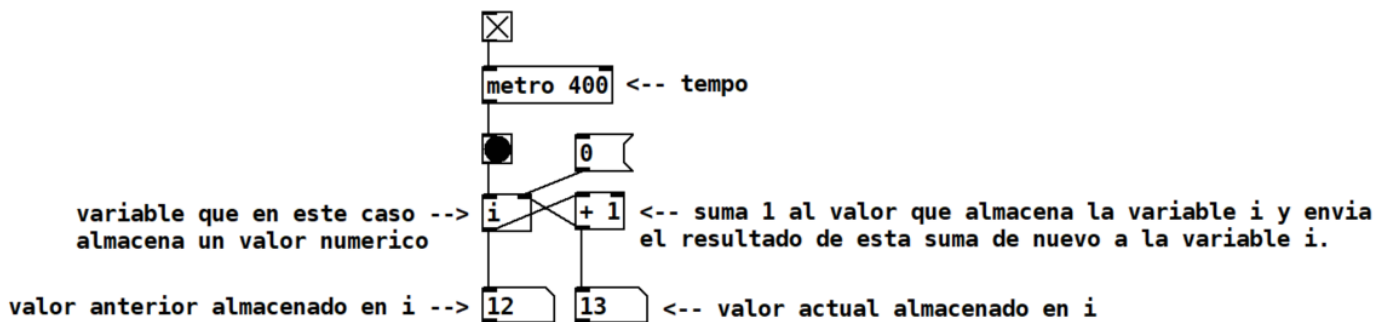 metro 400 <-- tempo
0
variable que en este caso --> i + 1 <-- suma 1 al valor que almacena la variable i y envia
almacena un valor numerico el resultado de esta suma de nuevo a la variable i.
valor anterior almacenado en i --> 12 13 <-- valor actual almacenado en i